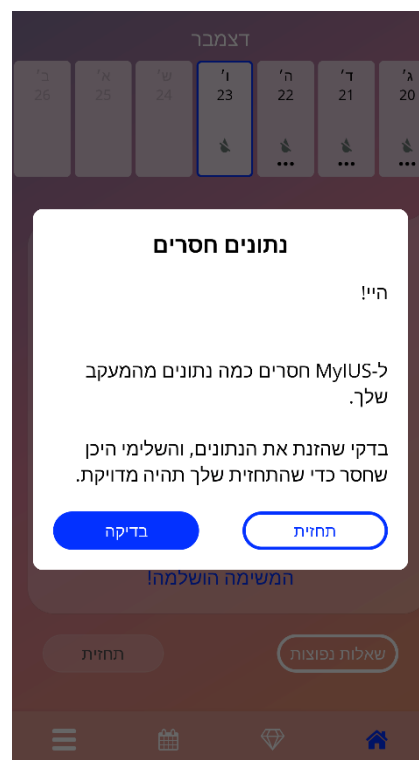 דצמבר
ג׳ ד׳ ה׳ ו׳ ש׳ א׳ ב׳
20 21 22 23 24 25 26
נתונים חסרים
היי!
ל-MyIUS חסרים כמה נתונים מהמעקב
שלך.
בדקי שהזנת את הנתונים, והשלימי היכן
שחסר כדי שהתחזית שלך תהיה מדויקת.
תחזית
בדיקה
המשימה הושלמה!
שאלות נפוצות
תחזית